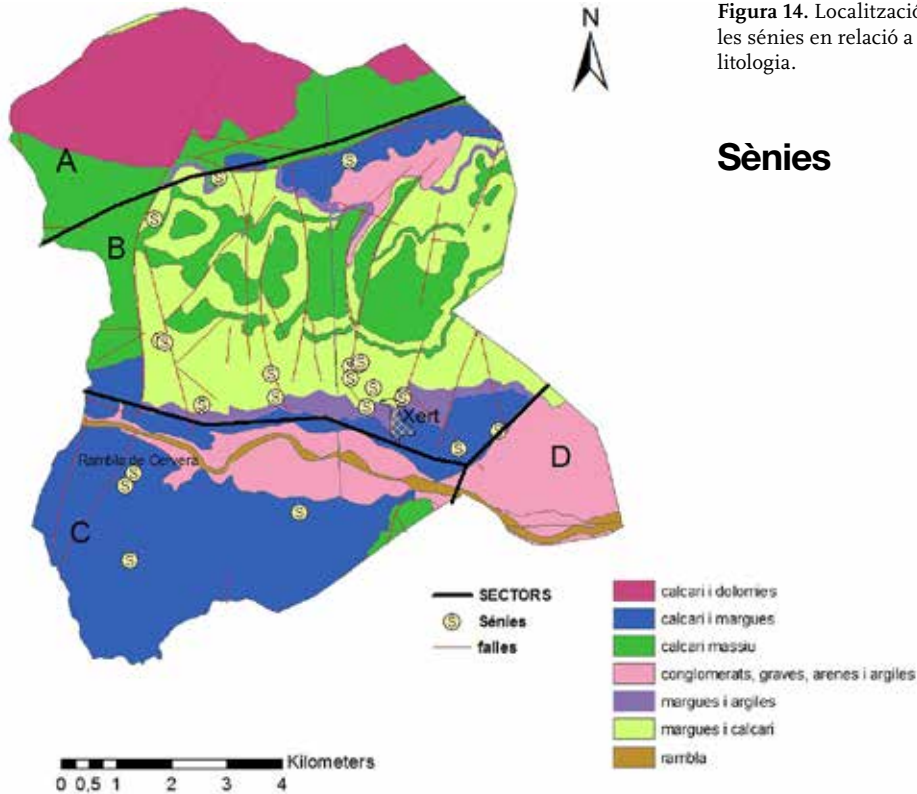 Figura 14. Localització
les sénies en relació a
litologia.
Sènies
N
A
B
Xert
D
Rambla de Cervera
C
SECTORS
Sénies
falles
calcari i dolomies
calcari i margues
calcari massiu
conglomerats, graves, arenes i argiles
margues i argiles
margues i calcari
rambla
Kilometers
0 0,5 1 2 3 4